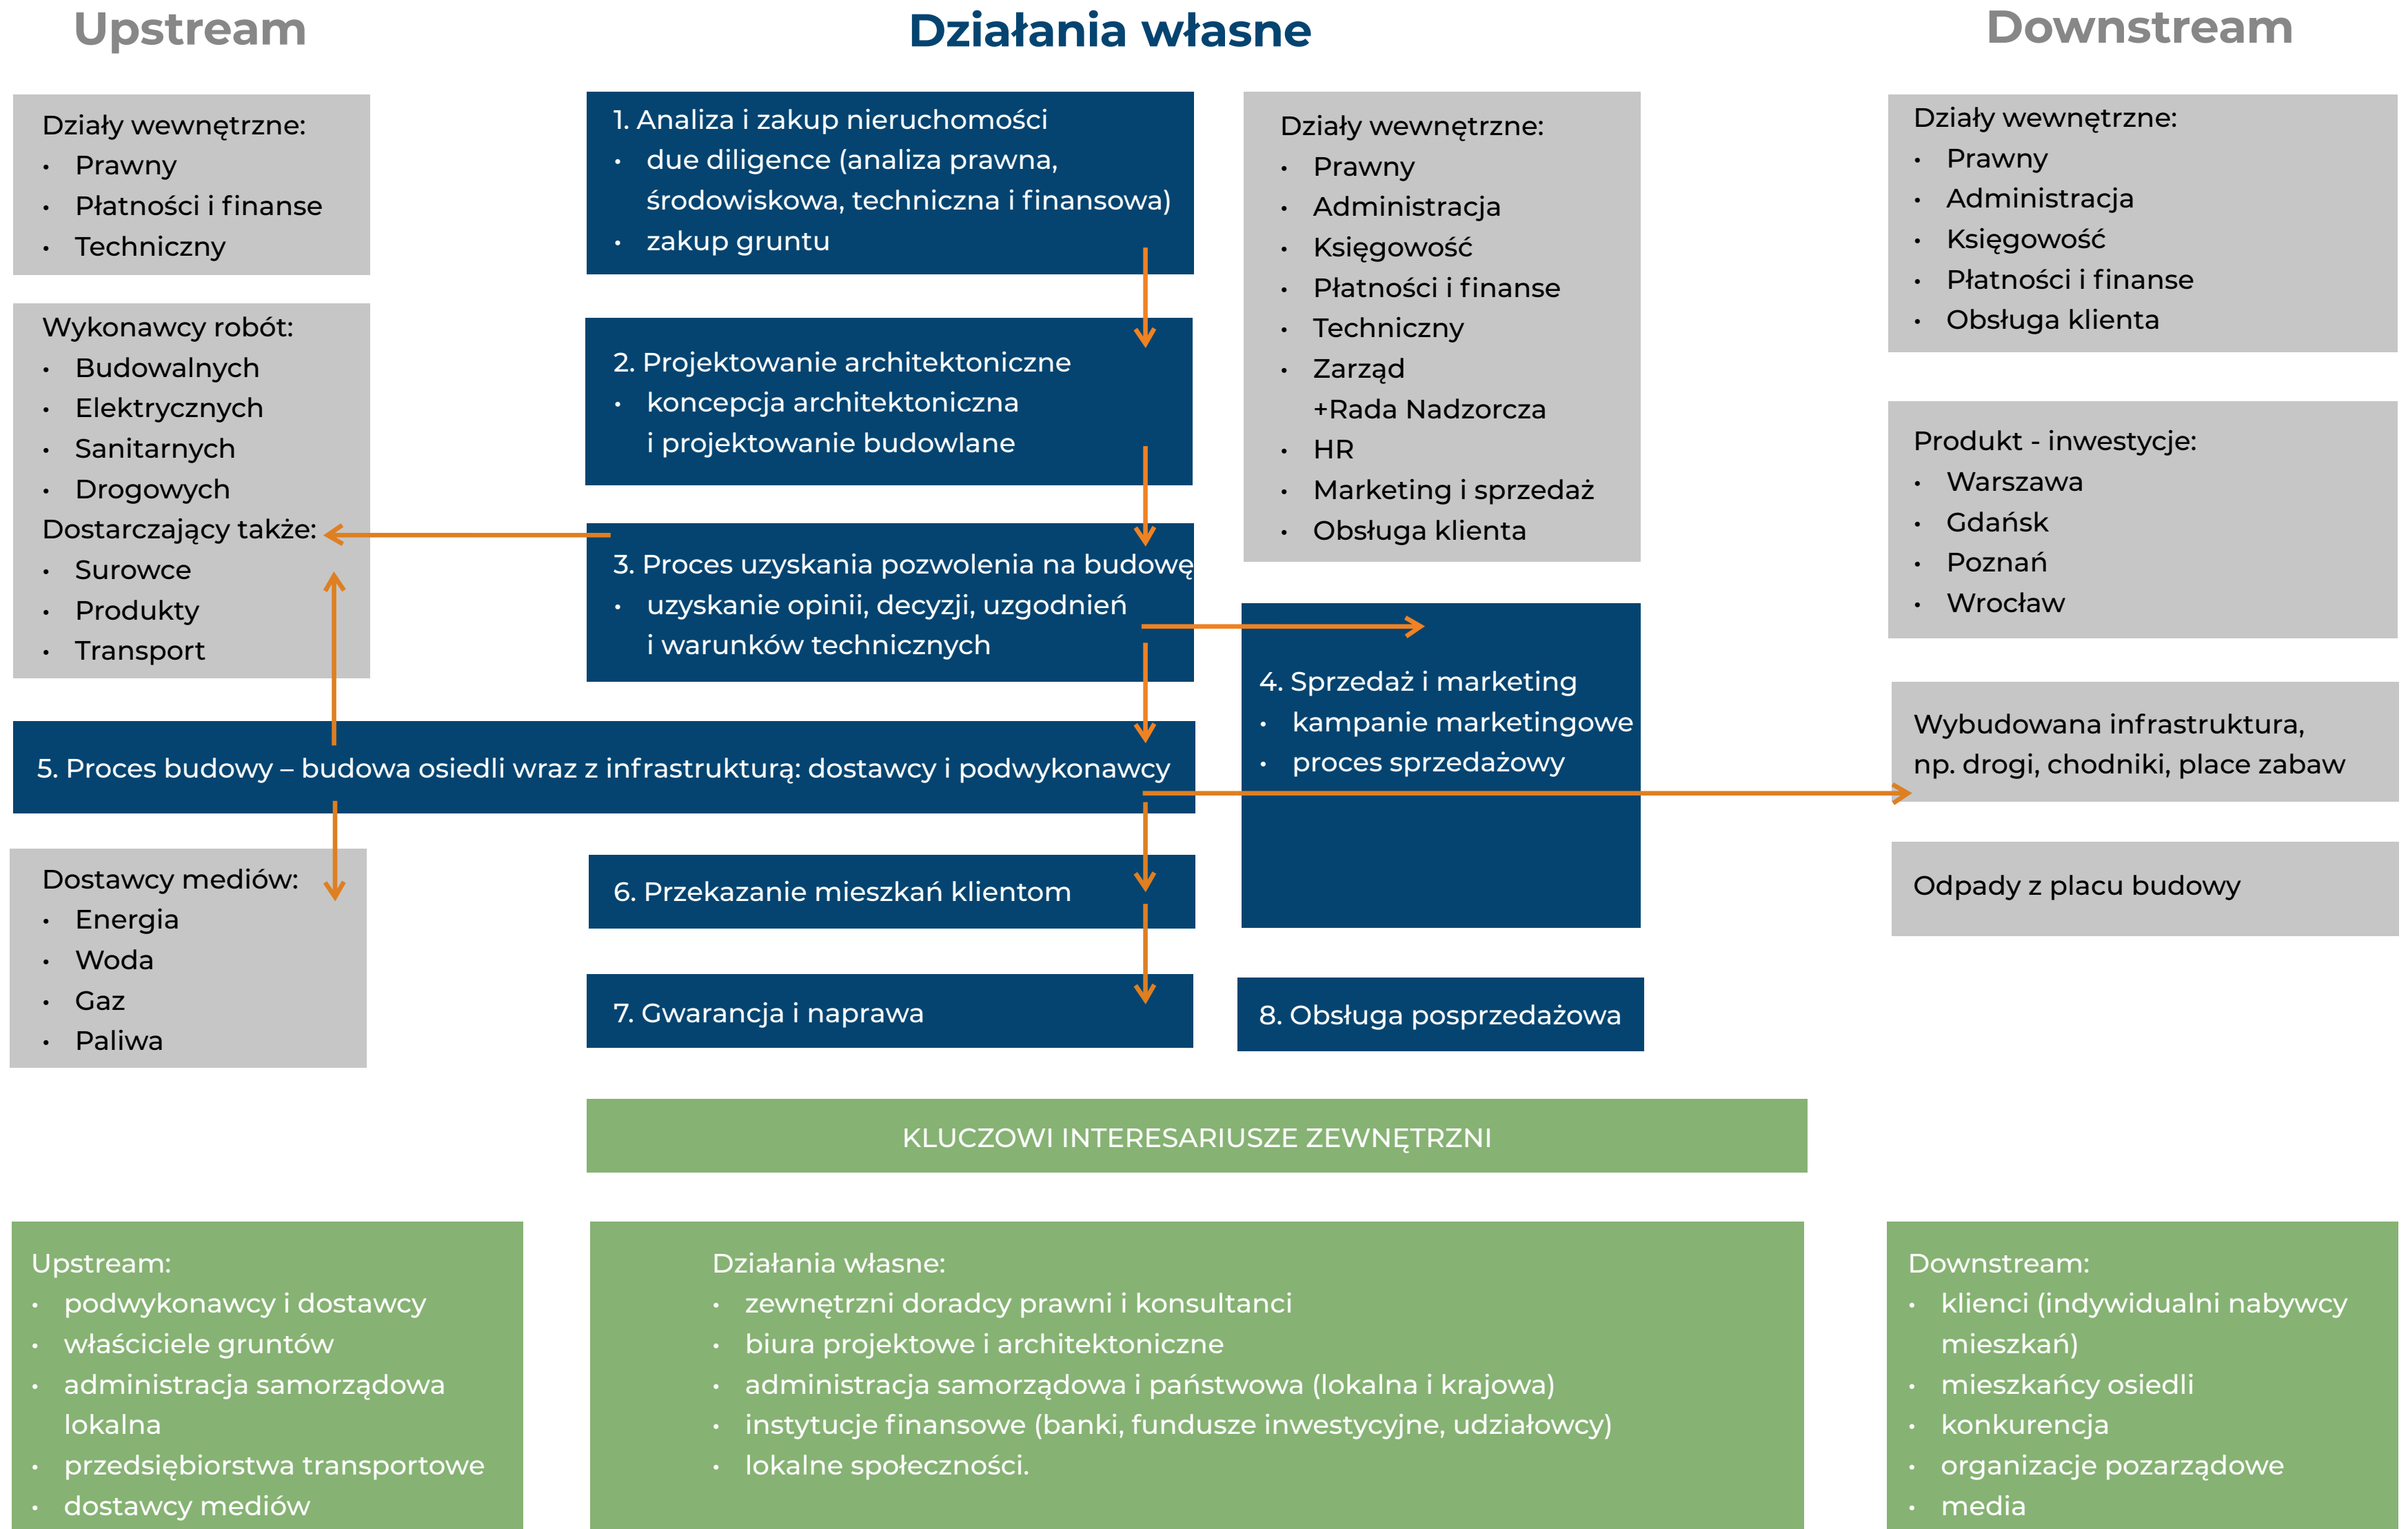 Upstream
Działania własne
Downstream
Działy wewnętrzne:
• Prawny
• Płatności i finanse
• Techniczny
Wykonawcy robót:
• Budowalnych
• Elektrycznych
• Sanitarnych
• Drogowych
Dostarczający także:
• Surowce
• Produkty
• Transport
1. Analiza i zakup nieruchomości
• due diligence (analiza prawna,
środowiskowa, techniczna i finansowa)
• zakup gruntu
2. Projektowanie architektoniczne
• koncepcja architektoniczna
i projektowanie budowlane
3. Proces uzyskania pozwolenia na budowę
• uzyskanie opinii, decyzji, uzgodnień
i warunków technicznych
Działy wewnętrzne:
• Prawny
• Administracja
• Księgowość
• Płatności i finanse
• Techniczny
• Zarząd
+Rada Nadzorcza
• HR
• Marketing i sprzedaż
• Obsługa klienta
4. Sprzedaż i marketing
• kampanie marketingowe
• proces sprzedażowy
5. Proces budowy – budowa osiedli wraz z infrastrukturą: dostawcy i podwykonawcy
Dostawcy mediów:
• Energia
• Woda
• Gaz
• Paliwa
6. Przekazanie mieszkań klientom
7. Gwarancja i naprawa
8. Obsługa posprzedażowa
Działy wewnętrzne:
• Prawny
• Administracja
• Księgowość
• Płatności i finanse
• Obsługa klienta
Produkt - inwestycje:
• Warszawa
• Gdańsk
• Poznań
• Wrocław
Wybudowana infrastruktura,
np. drogi, chodniki, place zabaw
Odpady z placu budowy
KLUCZOWI INTERESARIUSZE ZEWNĘTRZNI
Upstream:
• podwykonawcy i dostawcy
• właściciele gruntów
• administracja samorządowa
lokalna
• przedsiębiorstwa transportowe
• dostawcy mediów
Działania własne:
• zewnętrzni doradcy prawni i konsultanci
• biura projektowe i architektoniczne
• administracja samorządowa i państwowa (lokalna i krajowa)
• instytucje finansowe (banki, fundusze inwestycyjne, udziałowcy)
• lokalne społeczności.
Downstream:
• klienci (indywidualni nabywcy
mieszkań)
• mieszkańcy osiedli
• konkurencja
• organizacje pozarządowe
• media